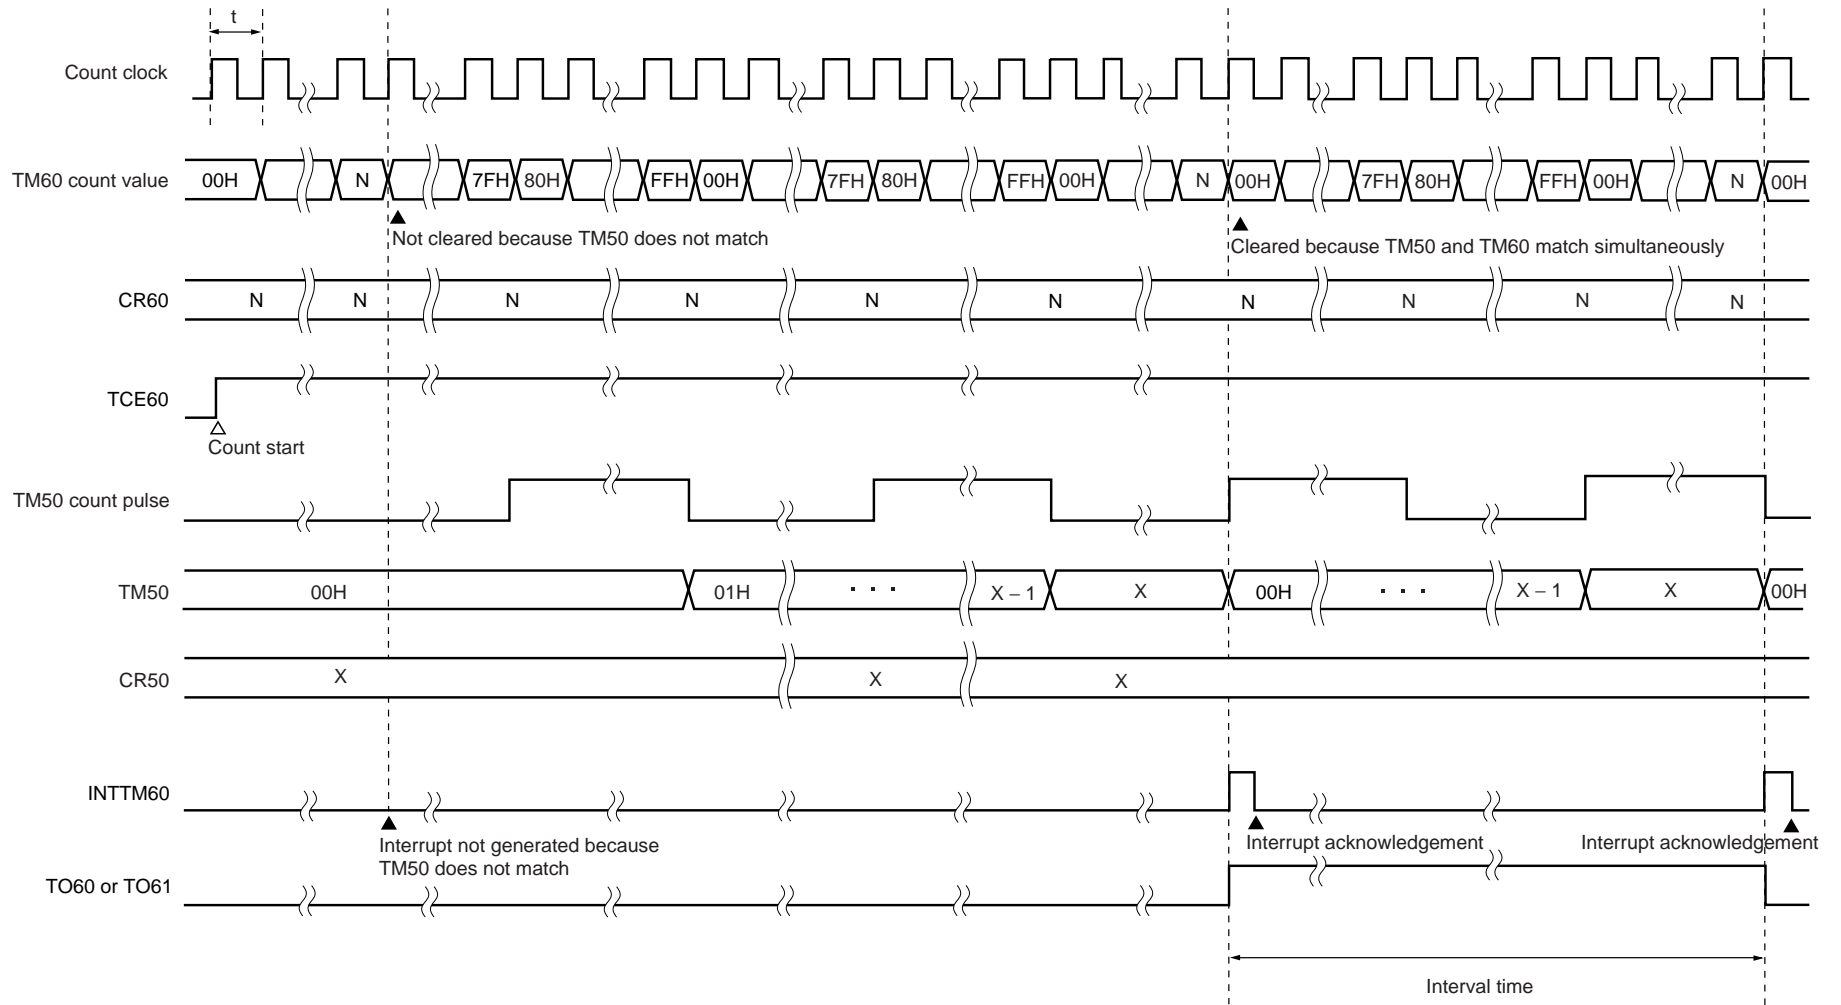 t
Count clock
TM60 count value 00H N 7FH 80H FFH 00H 7FH 80H FFH 00H N 00H 7FH 80H FFH 00H N 00H
Not cleared because TM50 does not match
Cleared because TM50 and TM60 match simultaneously
CR60 N N N N N N N N N N
TCE60
Count start
TM50 count pulse
TM50 00H 01H · · · X – 1 X 00H · · · X – 1 X 00H
CR50 X X X
INTTM60
Interrupt not generated because
TM50 does not match
Interrupt acknowledgement Interrupt acknowledgement
TO60 or TO61
Interval time